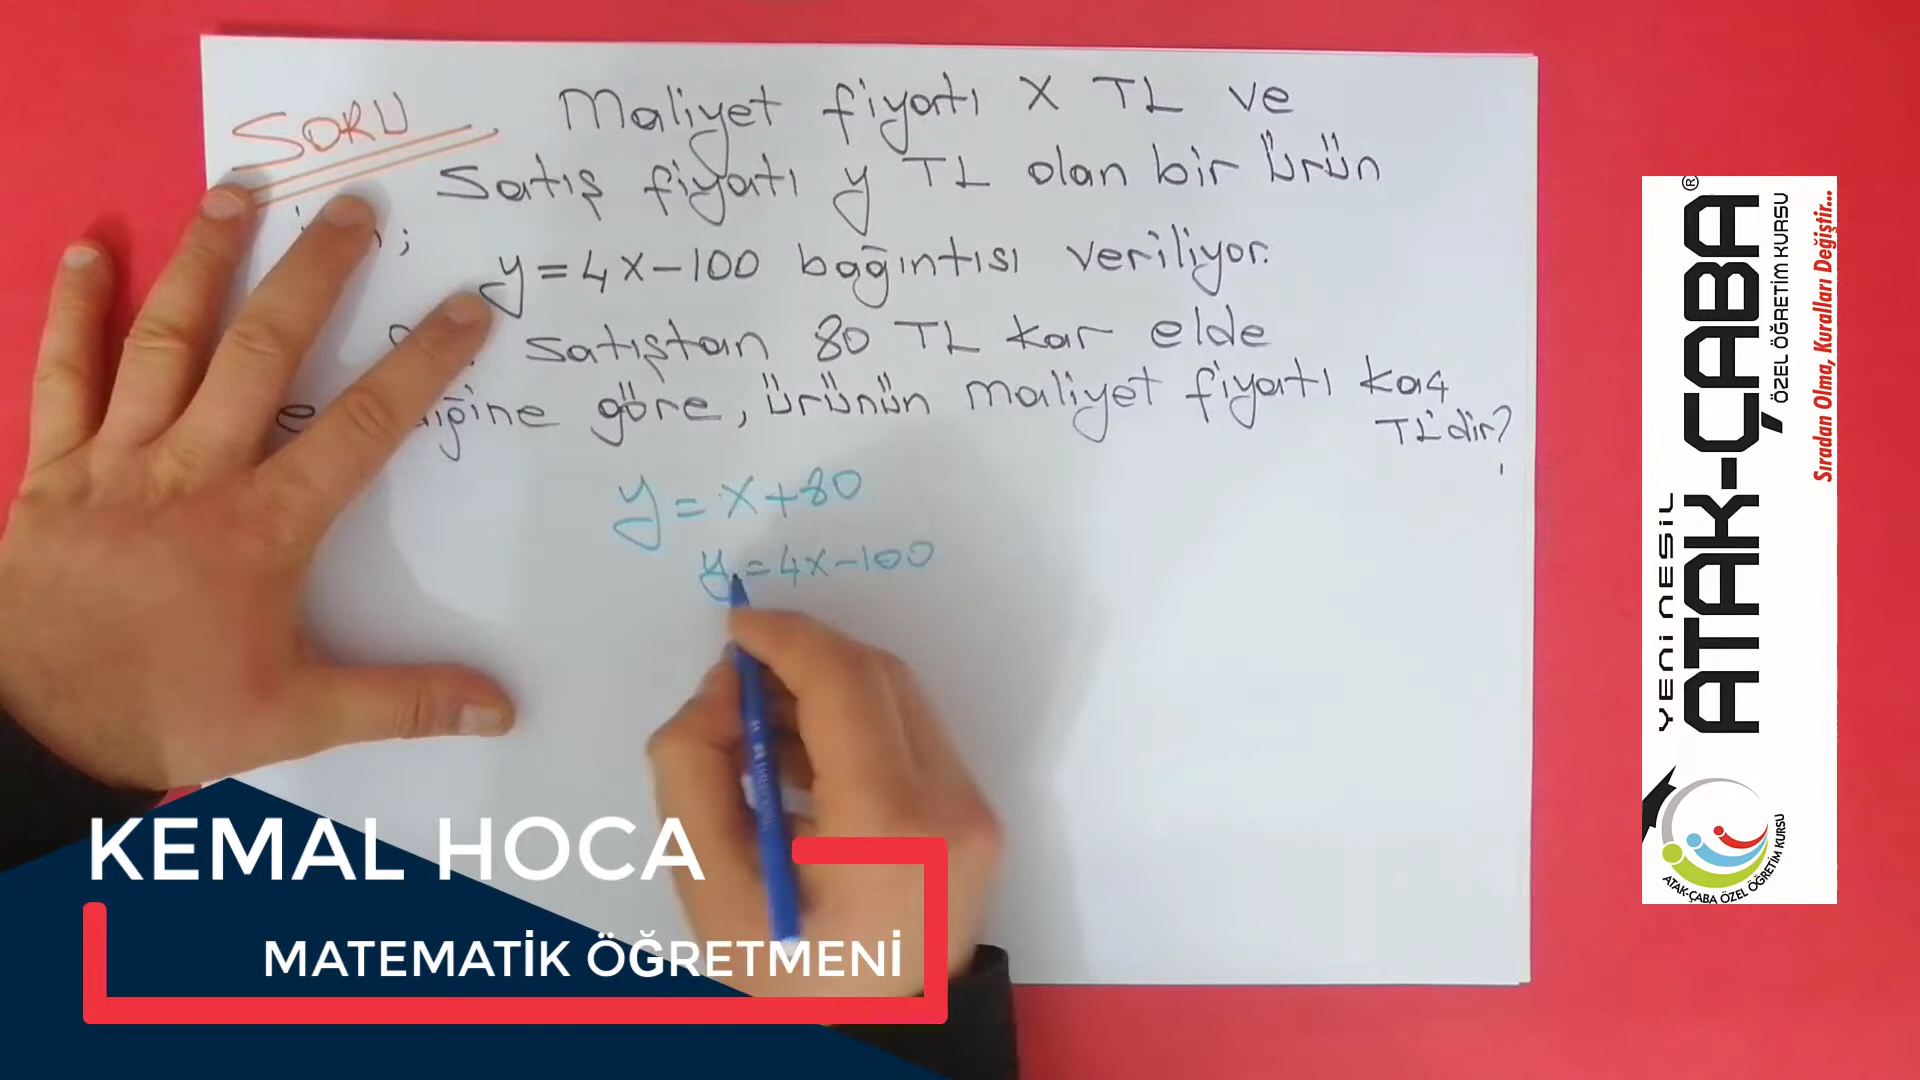 SORU Maliyet fiyatı x TL ve
Satış fiyatı y TL olan bir ürün
y=4x-100 bağıntısı veriliyor.
satıştan 80 TL kar elde
göre, ürünün maliyet fiyatı kaç
TL'dir?
y=x+80
y=4x-100
KEMAL HOCA
MATEMATİK ÖĞRETMENİ
YENİ NESİL
ATAK-ÇABA®
ÖZEL ÖĞRETİM KURSU
Sıradan Olma, Kuralları Değiştir...
ATAK-ÇABA ÖZEL ÖĞRETİM KURSU